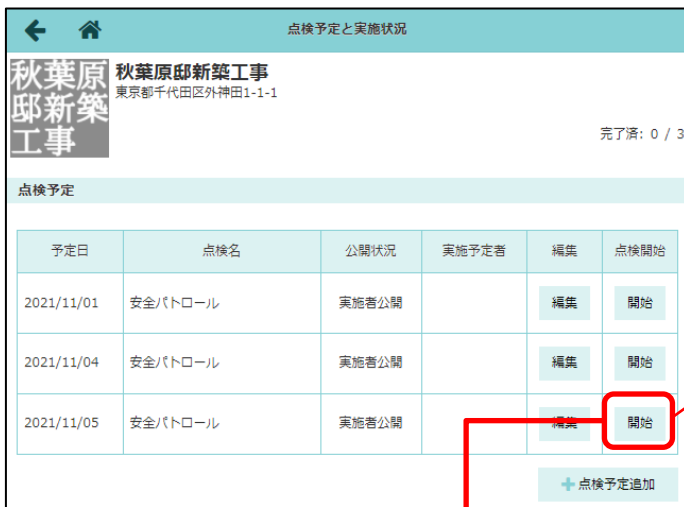 点検予定と実施状況
秋葉原
邸新築
工事
秋葉原邸新築工事
東京都千代田区外神田1-1-1
完了済: 0 / 3
点検予定
予定日 点検名 公開状況 実施予定者 編集 点検開始
2021/11/01 安全パトロール 実施者公開 編集 開始
2021/11/04 安全パトロール 実施者公開 編集 開始
2021/11/05 安全パトロール 実施者公開 編集 開始
+ 点検予定追加